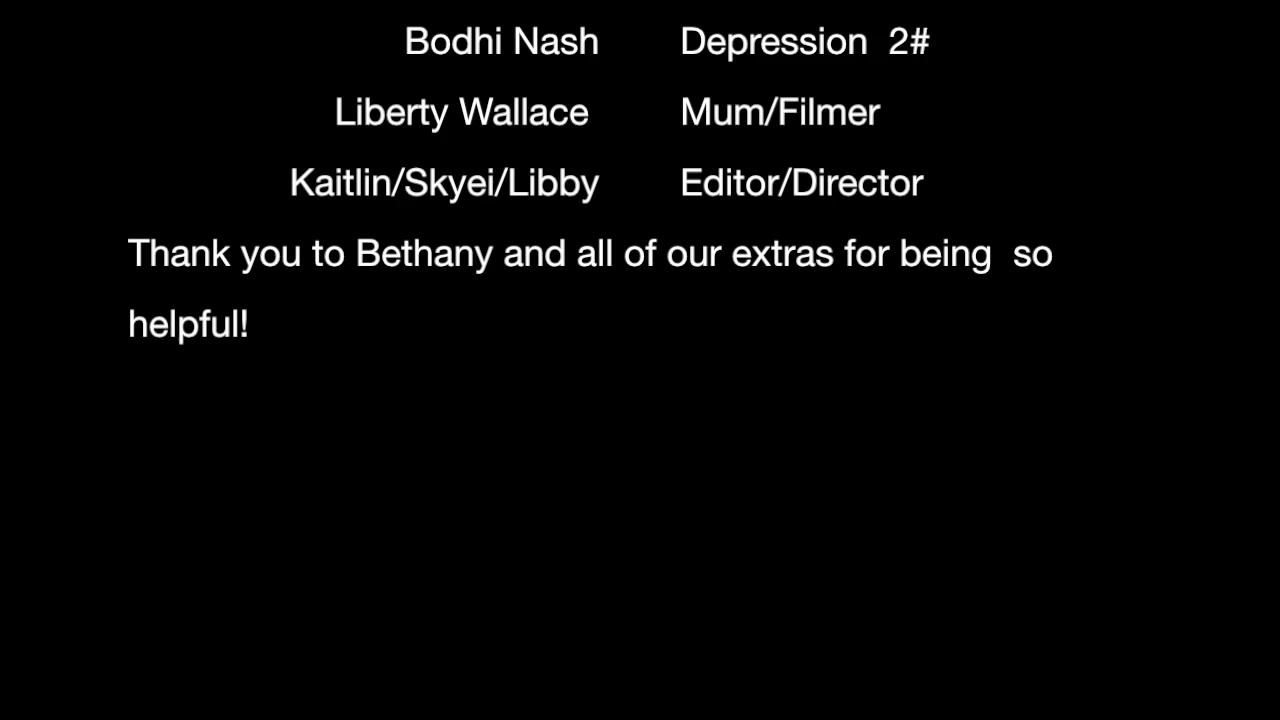 Bodhi Nash Depression 2#
Liberty Wallace Mum/Filmer
Kaitlin/Skyei/Libby Editor/Director
Thank you to Bethany and all of our extras for being so
helpful!